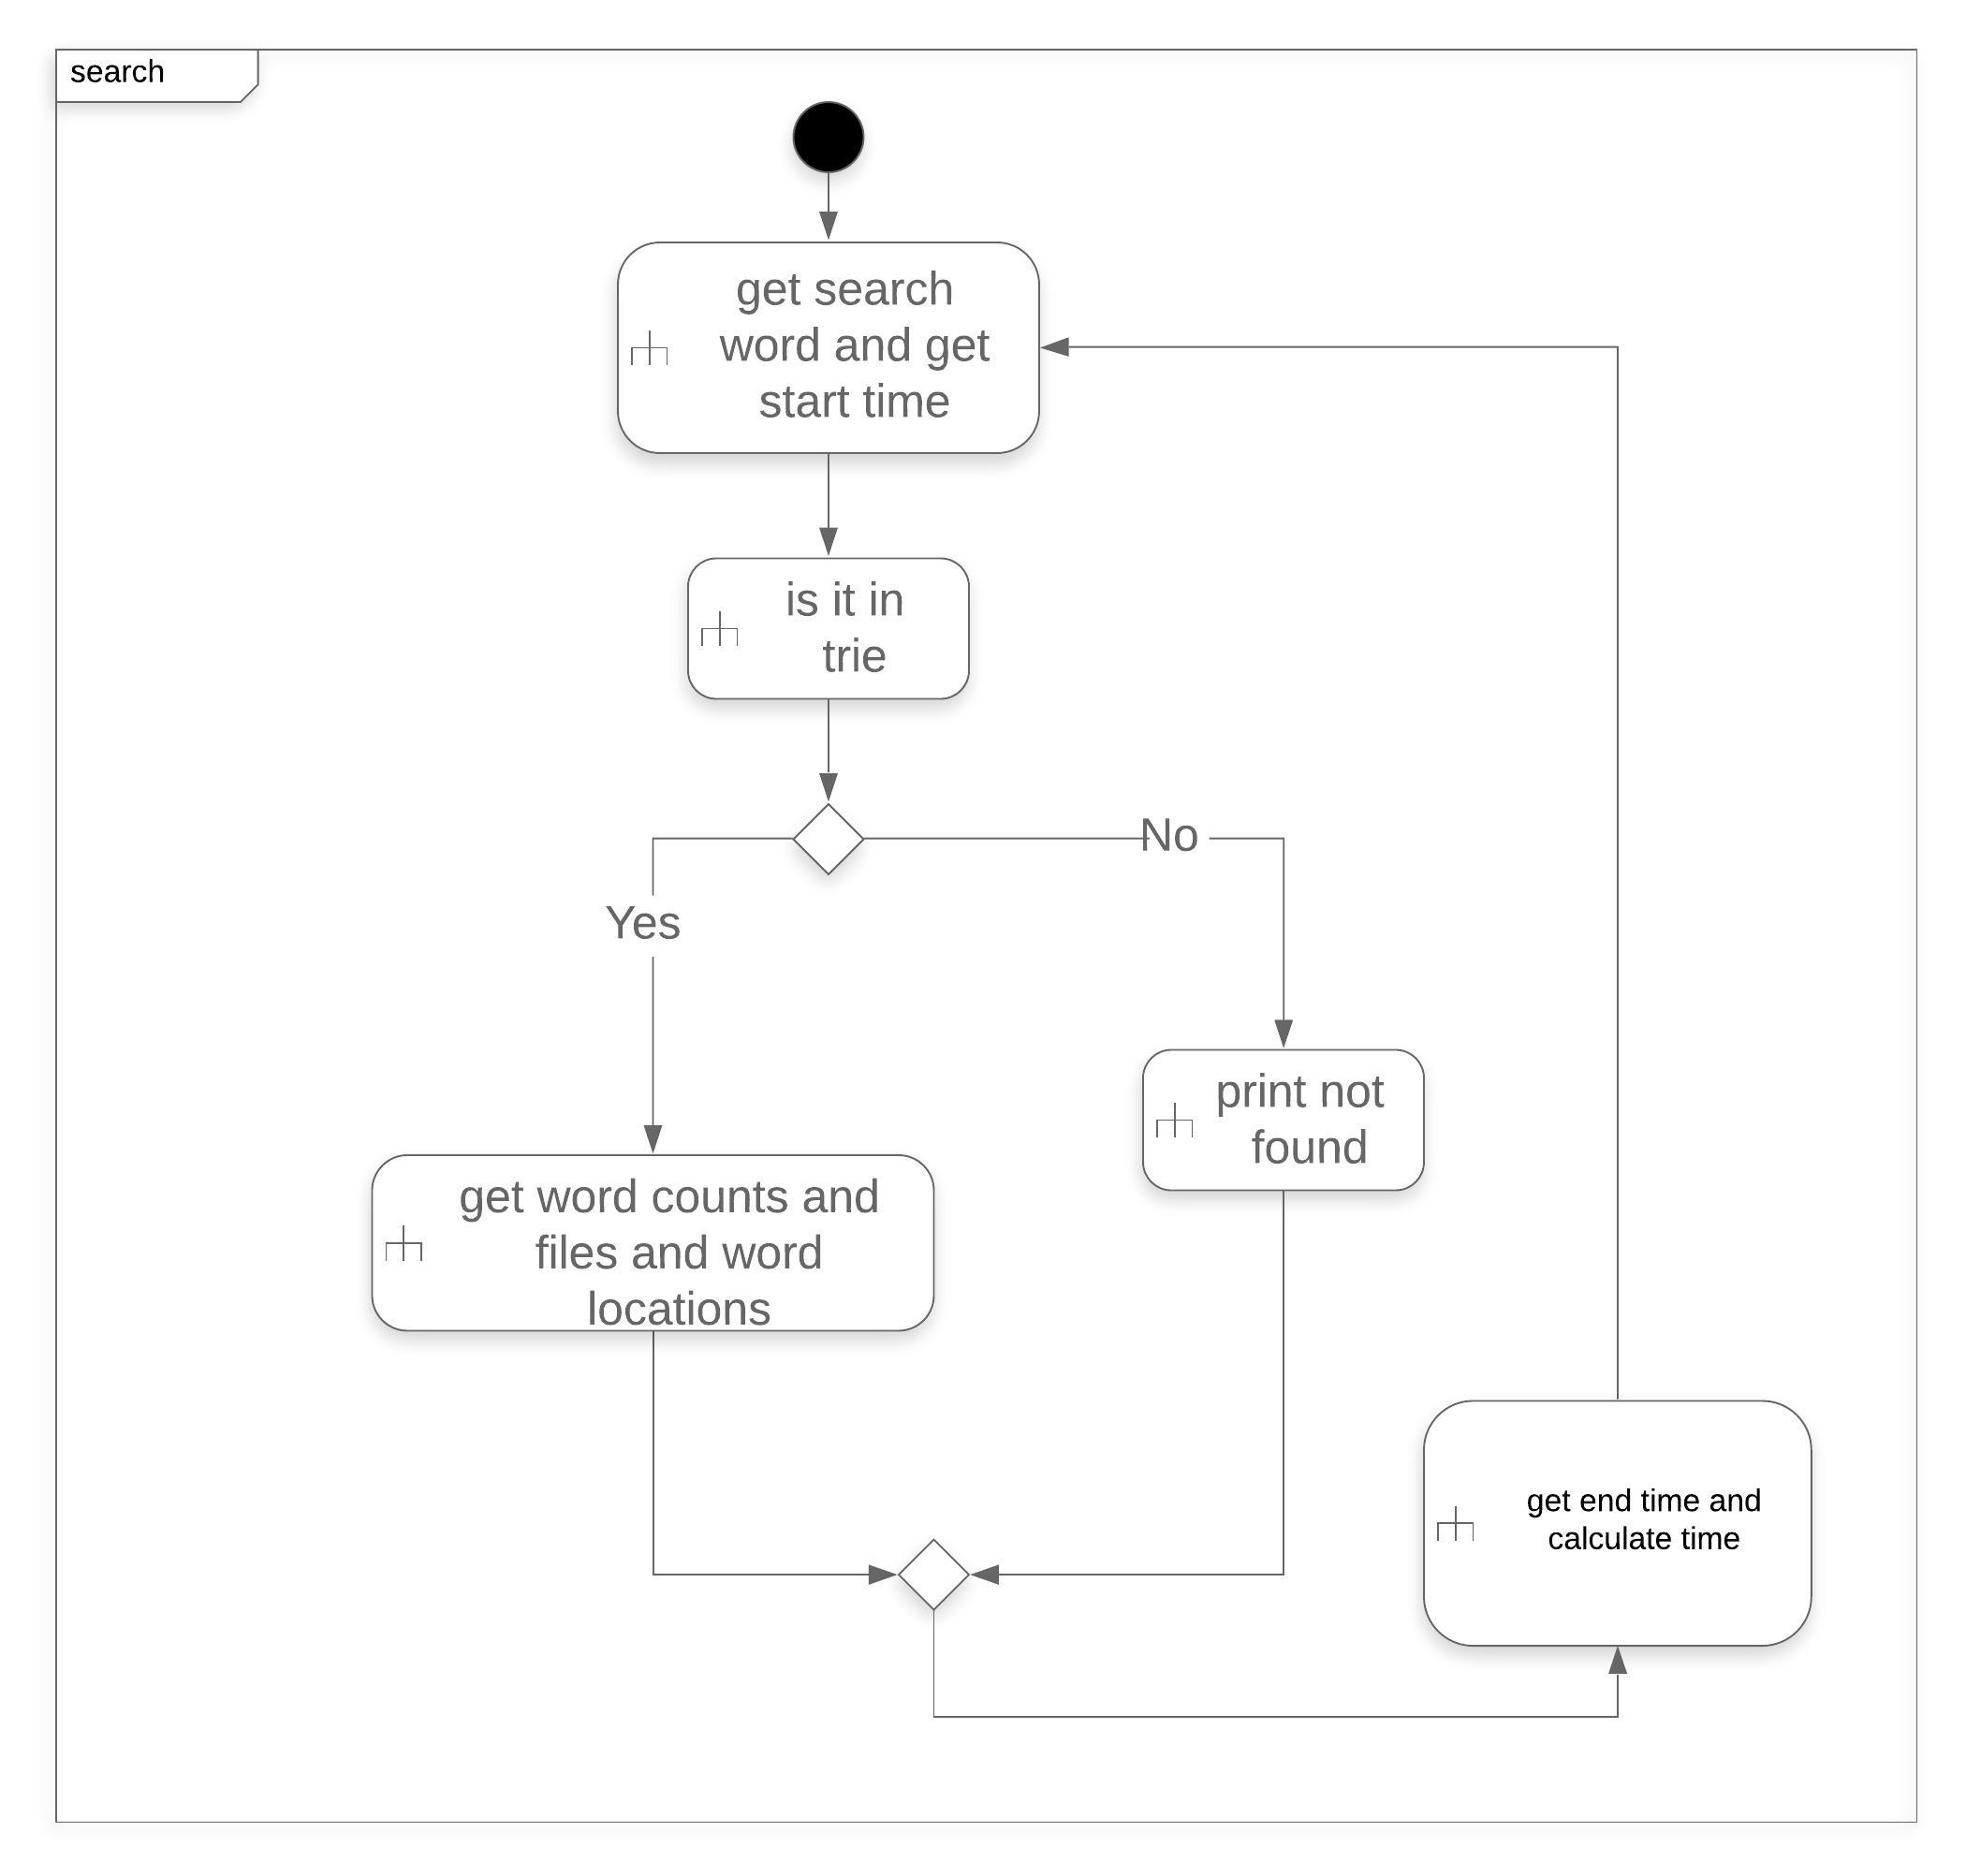 search
get search
word and get
start time
is it in
trie
No
Yes
print not
found
get word counts and
files and word
locations
get end time and
calculate time